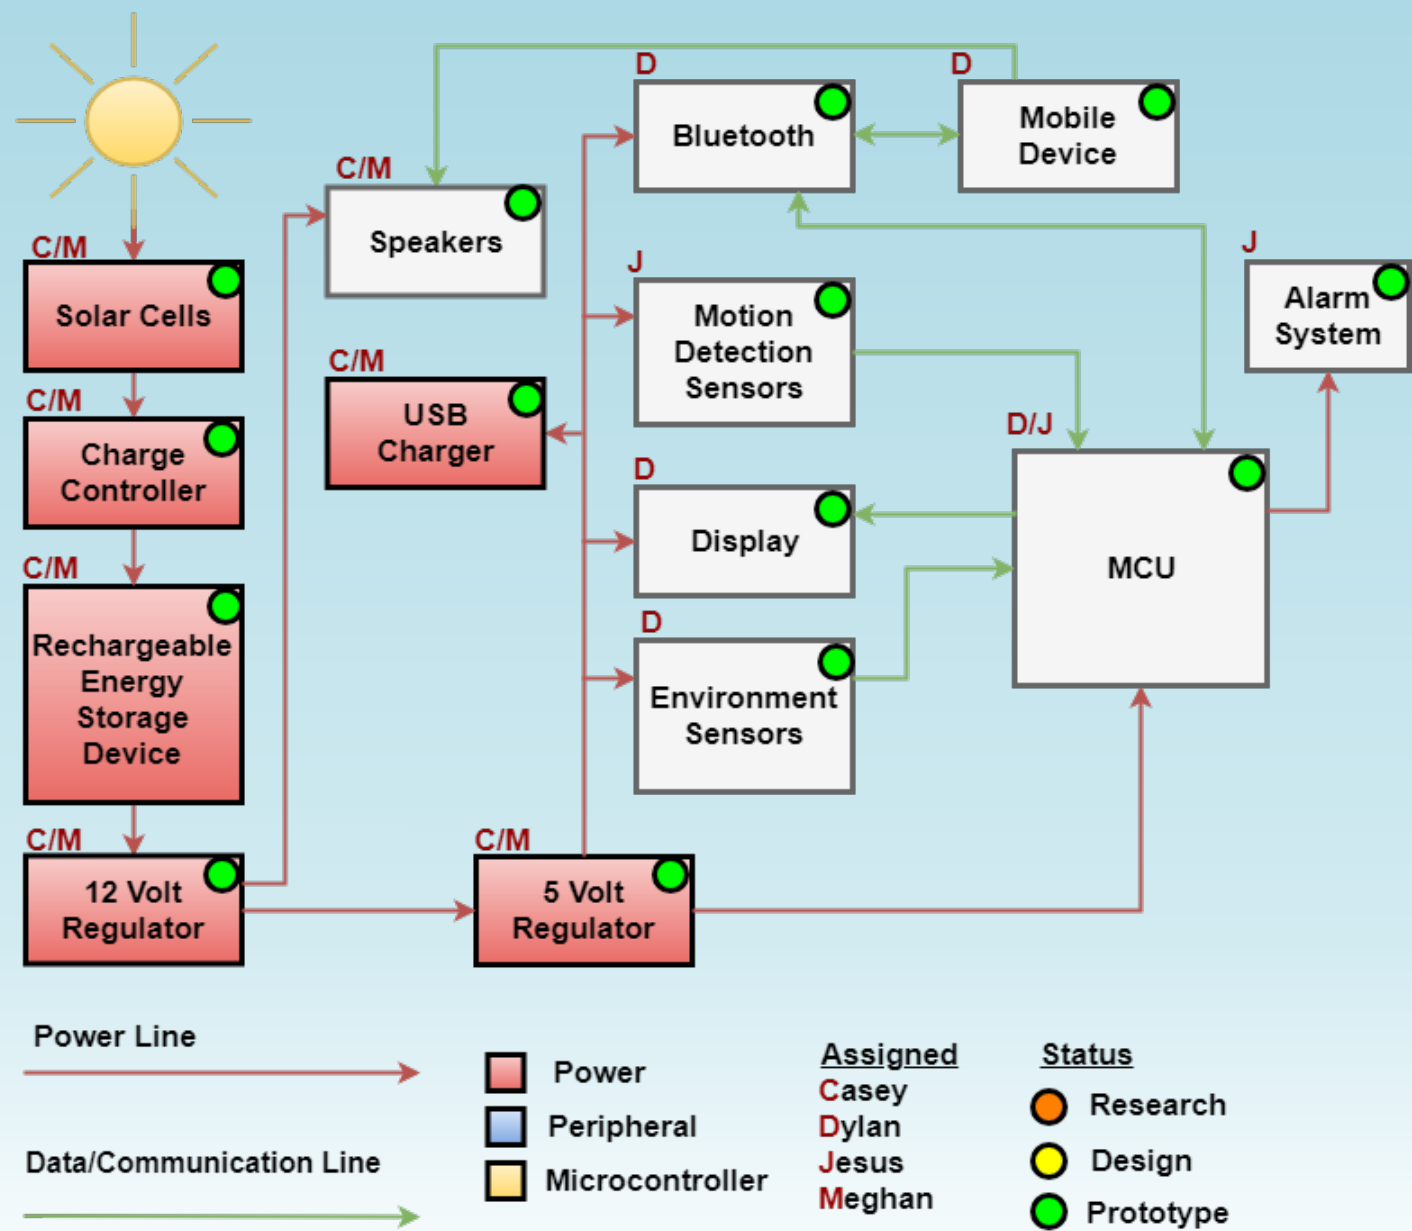 D
D
Bluetooth
Mobile
Device
C/M
Speakers
C/M
Solar Cells
J
Motion
Detection
Sensors
J
Alarm
System
C/M
USB
Charger
C/M
Charge
Controller
D/J
MCU
D
Display
C/M
Rechargeable
Energy
Storage
Device
D
Environment
Sensors
C/M
12 Volt
Regulator
C/M
5 Volt
Regulator
Power Line
Data/Communication Line
Power
Peripheral
Microcontroller
Assigned
Casey
Dylan
Jesus
Meghan
Status
Research
Design
Prototype